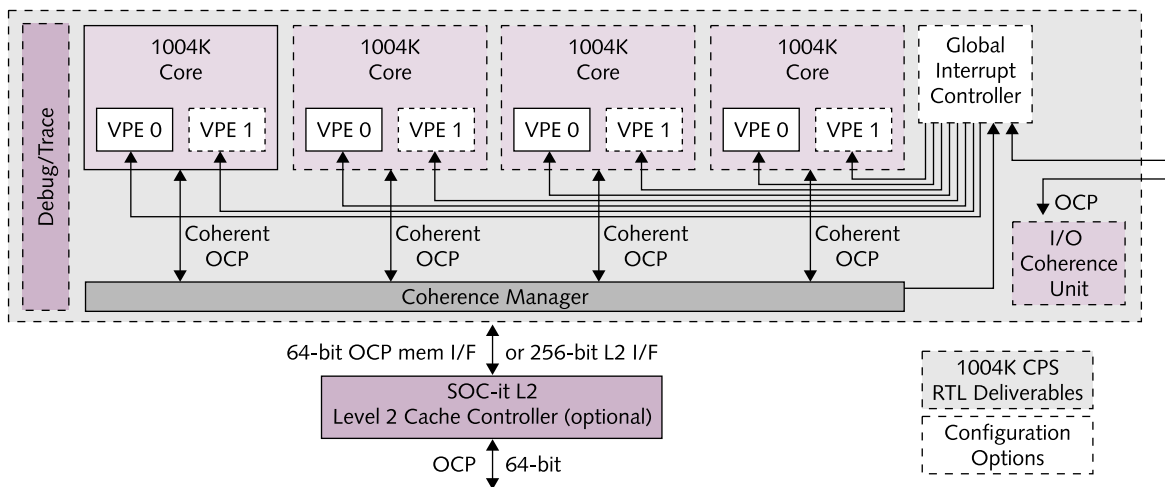 Debug/Trace
1004K
Core
VPE 0
VPE 1
1004K
Core
VPE 0
VPE 1
1004K
Core
VPE 0
VPE 1
1004K
Core
VPE 0
VPE 1
Global
Interrupt
Controller
Coherent
OCP
Coherent
OCP
Coherent
OCP
Coherent
OCP
OCP
I/O
Coherence
Unit
Coherence Manager
64-bit OCP mem I/F
or 256-bit L2 I/F
SOC-it L2
Level 2 Cache Controller (optional)
OCP
64-bit
1004K CPS
RTL Deliverables
Configuration
Options